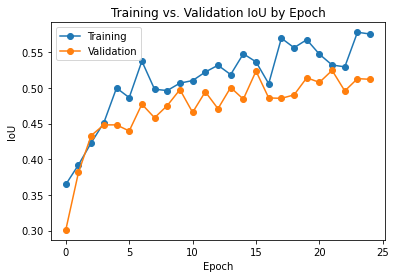 Training vs. Validation IoU by Epoch
Training
Validation
IoU
0.55
0.50
0.45
0.40
0.35
0.30
0 5 10 15 20 25
Epoch